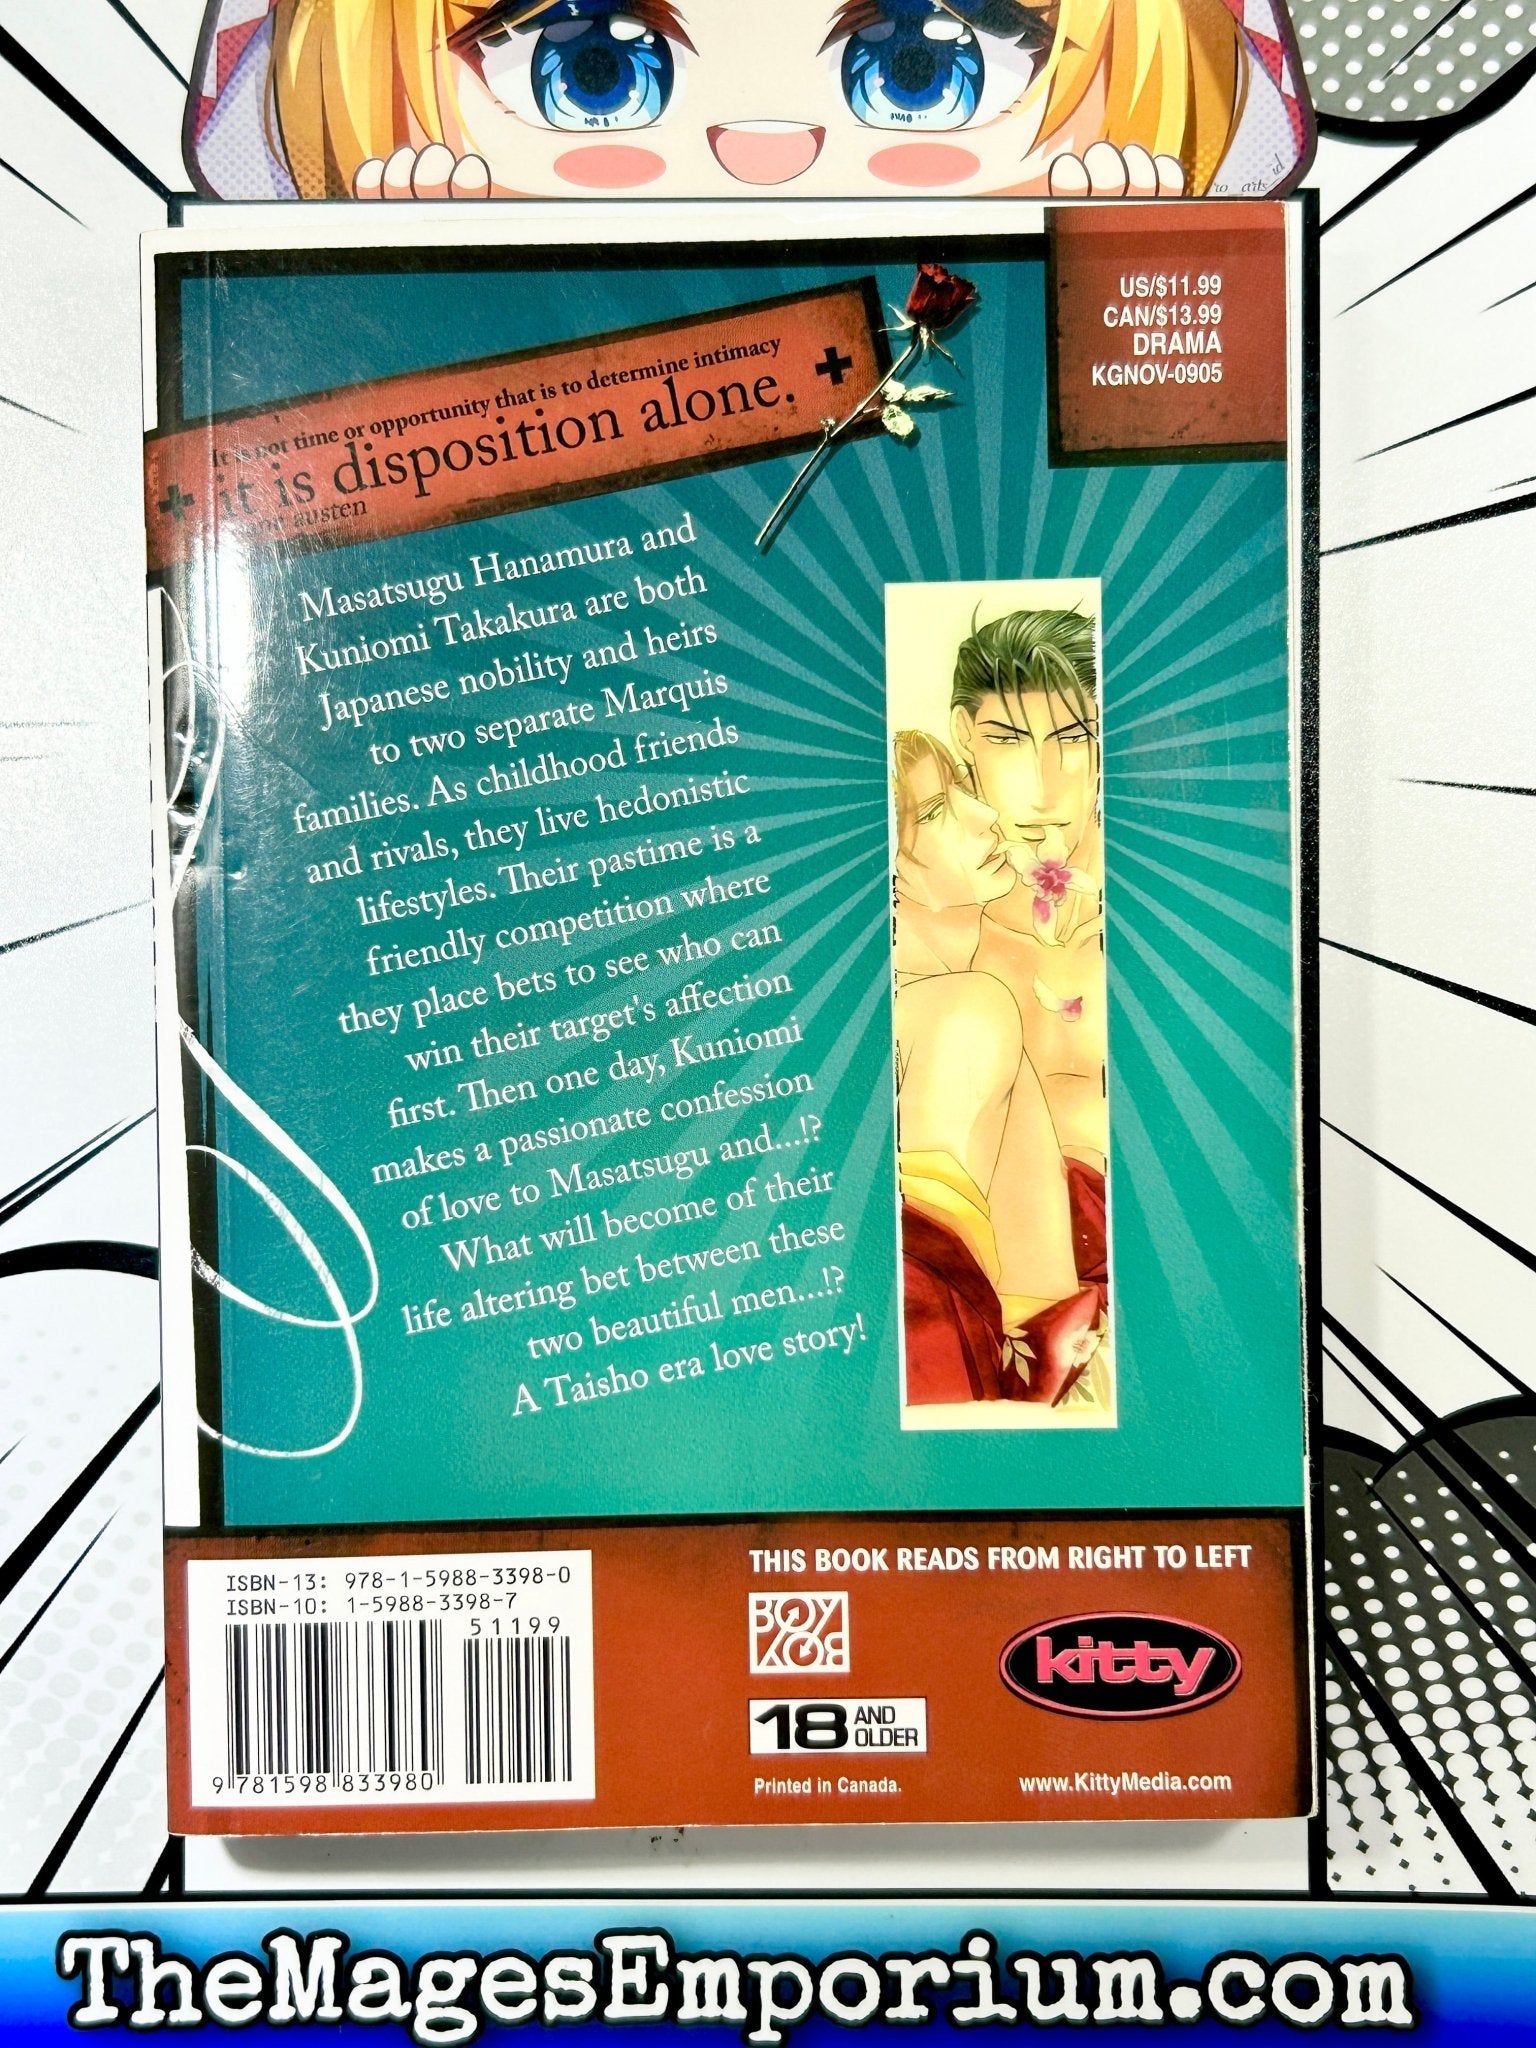 ro_arts_id
US/$11.99
CAN/$13.99
DRAMA
KGNOV-0905
It is not time or opportunity that is to determine intimacy
it is disposition alone.
austen
Masatsugu Hanamura and
Kuniomi Takakura are both
Japanese nobility and heirs
to two separate Marquis
families. As childhood friends
and rivals, they live hedonistic
lifestyles. Their pastime is a
friendly competition where
they place bets to see who can
win their target's affection
first. Then one day, Kuniomi
makes a passionate confession
of love to Masatsugu and...!?
What will become of their
life altering bet between these
two beautiful men...!?
A Taisho era love story!
ISBN-13: 978-1-5988-3398-0
ISBN-10: 1-5988-3398-7
51199
9 781598 833980
THIS BOOK READS FROM RIGHT TO LEFT
BOY
BOY
kitty
18 AND OLDER
Printed in Canada.
www.KittyMedia.com
TheMagesEmporium.com